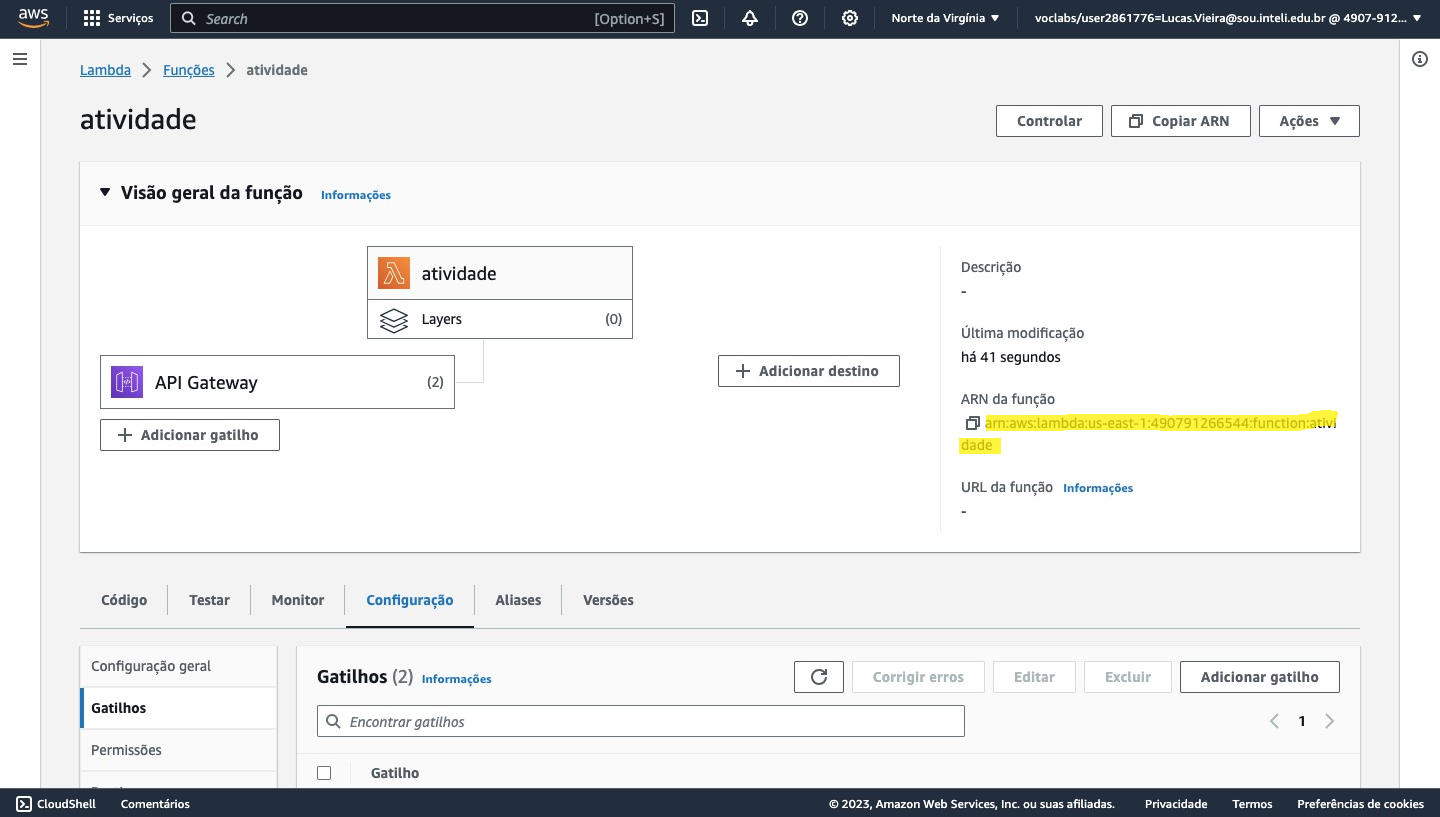 aws
Serviços
Search
[Option+S]
Norte da Virgínia
voclabs/user2861776=Lucas.Vieira@sou.inteli.edu.br @ 4907-912...
Lambda
Funções
atividade
atividade
Controlar
Copiar ARN
Ações
Visão geral da função
Informações
atividade
Layers
(0)
API Gateway
(2)
Adicionar gatilho
Adicionar destino
Descrição
-
Última modificação
há 41 segundos
ARN da função
arn:aws:lambda:us-east-1:490791266544:function:ativi
dade
URL da função Informações
-
Código
Testar
Monitor
Configuração
Aliases
Versões
Configuração geral
Gatilhos
Permissões
Gatilhos (2) Informações
Corrigir erros
Editar
Excluir
Adicionar gatilho
Encontrar gatilhos
1
Gatilho
CloudShell
Comentários
© 2023, Amazon Web Services, Inc. ou suas afiliadas.
Privacidade
Termos
Preferências de cookies